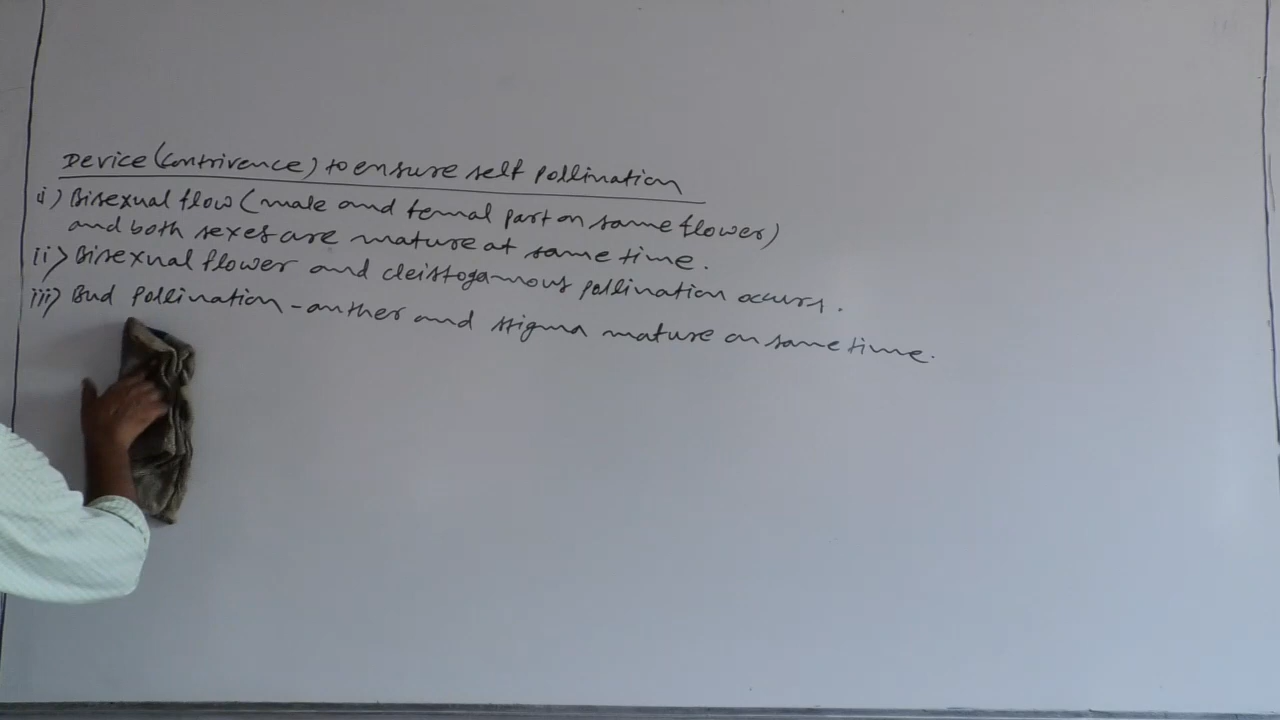 Device (Contrivence) to ensure self pollination
i) Bisexual flow (male and femal part on same flower)
and both sexes are mature at same time.
ii) Bisexual flower and cleistogamous pollination occurs.
iii) Bud Pollination - anther and stigma mature on same time.